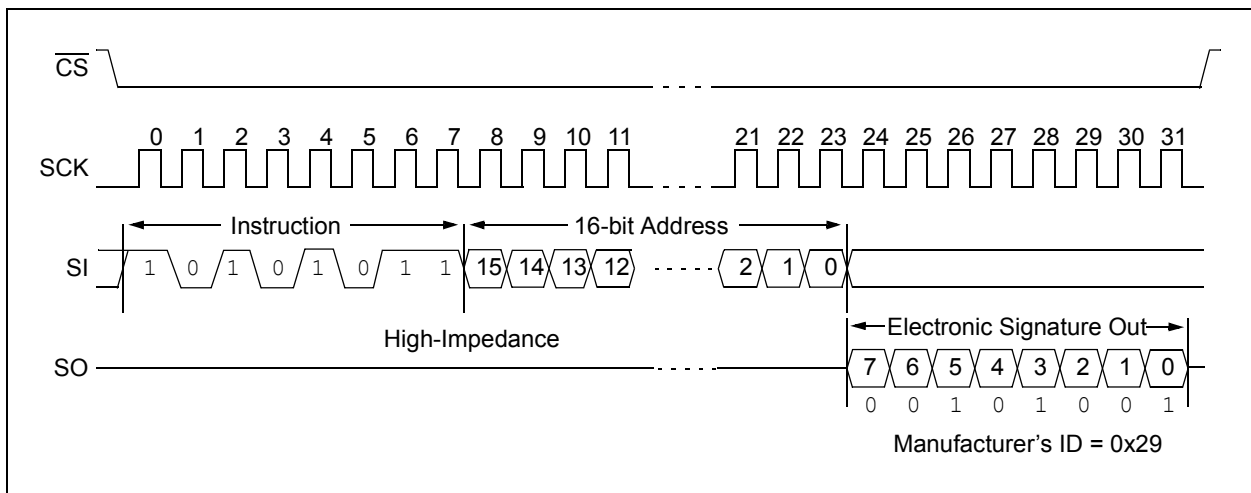 CS
0 1 2 3 4 5 6 7 8 9 10 11 21 22 23 24 25 26 27 28 29 30 31
SCK
Instruction 16-bit Address
SI 1 0 1 0 1 0 1 1 15 14 13 12 2 1 0
High-Impedance Electronic Signature Out
SO 7 6 5 4 3 2 1 0
0 0 1 0 1 0 0 1
Manufacturer's ID = 0x29